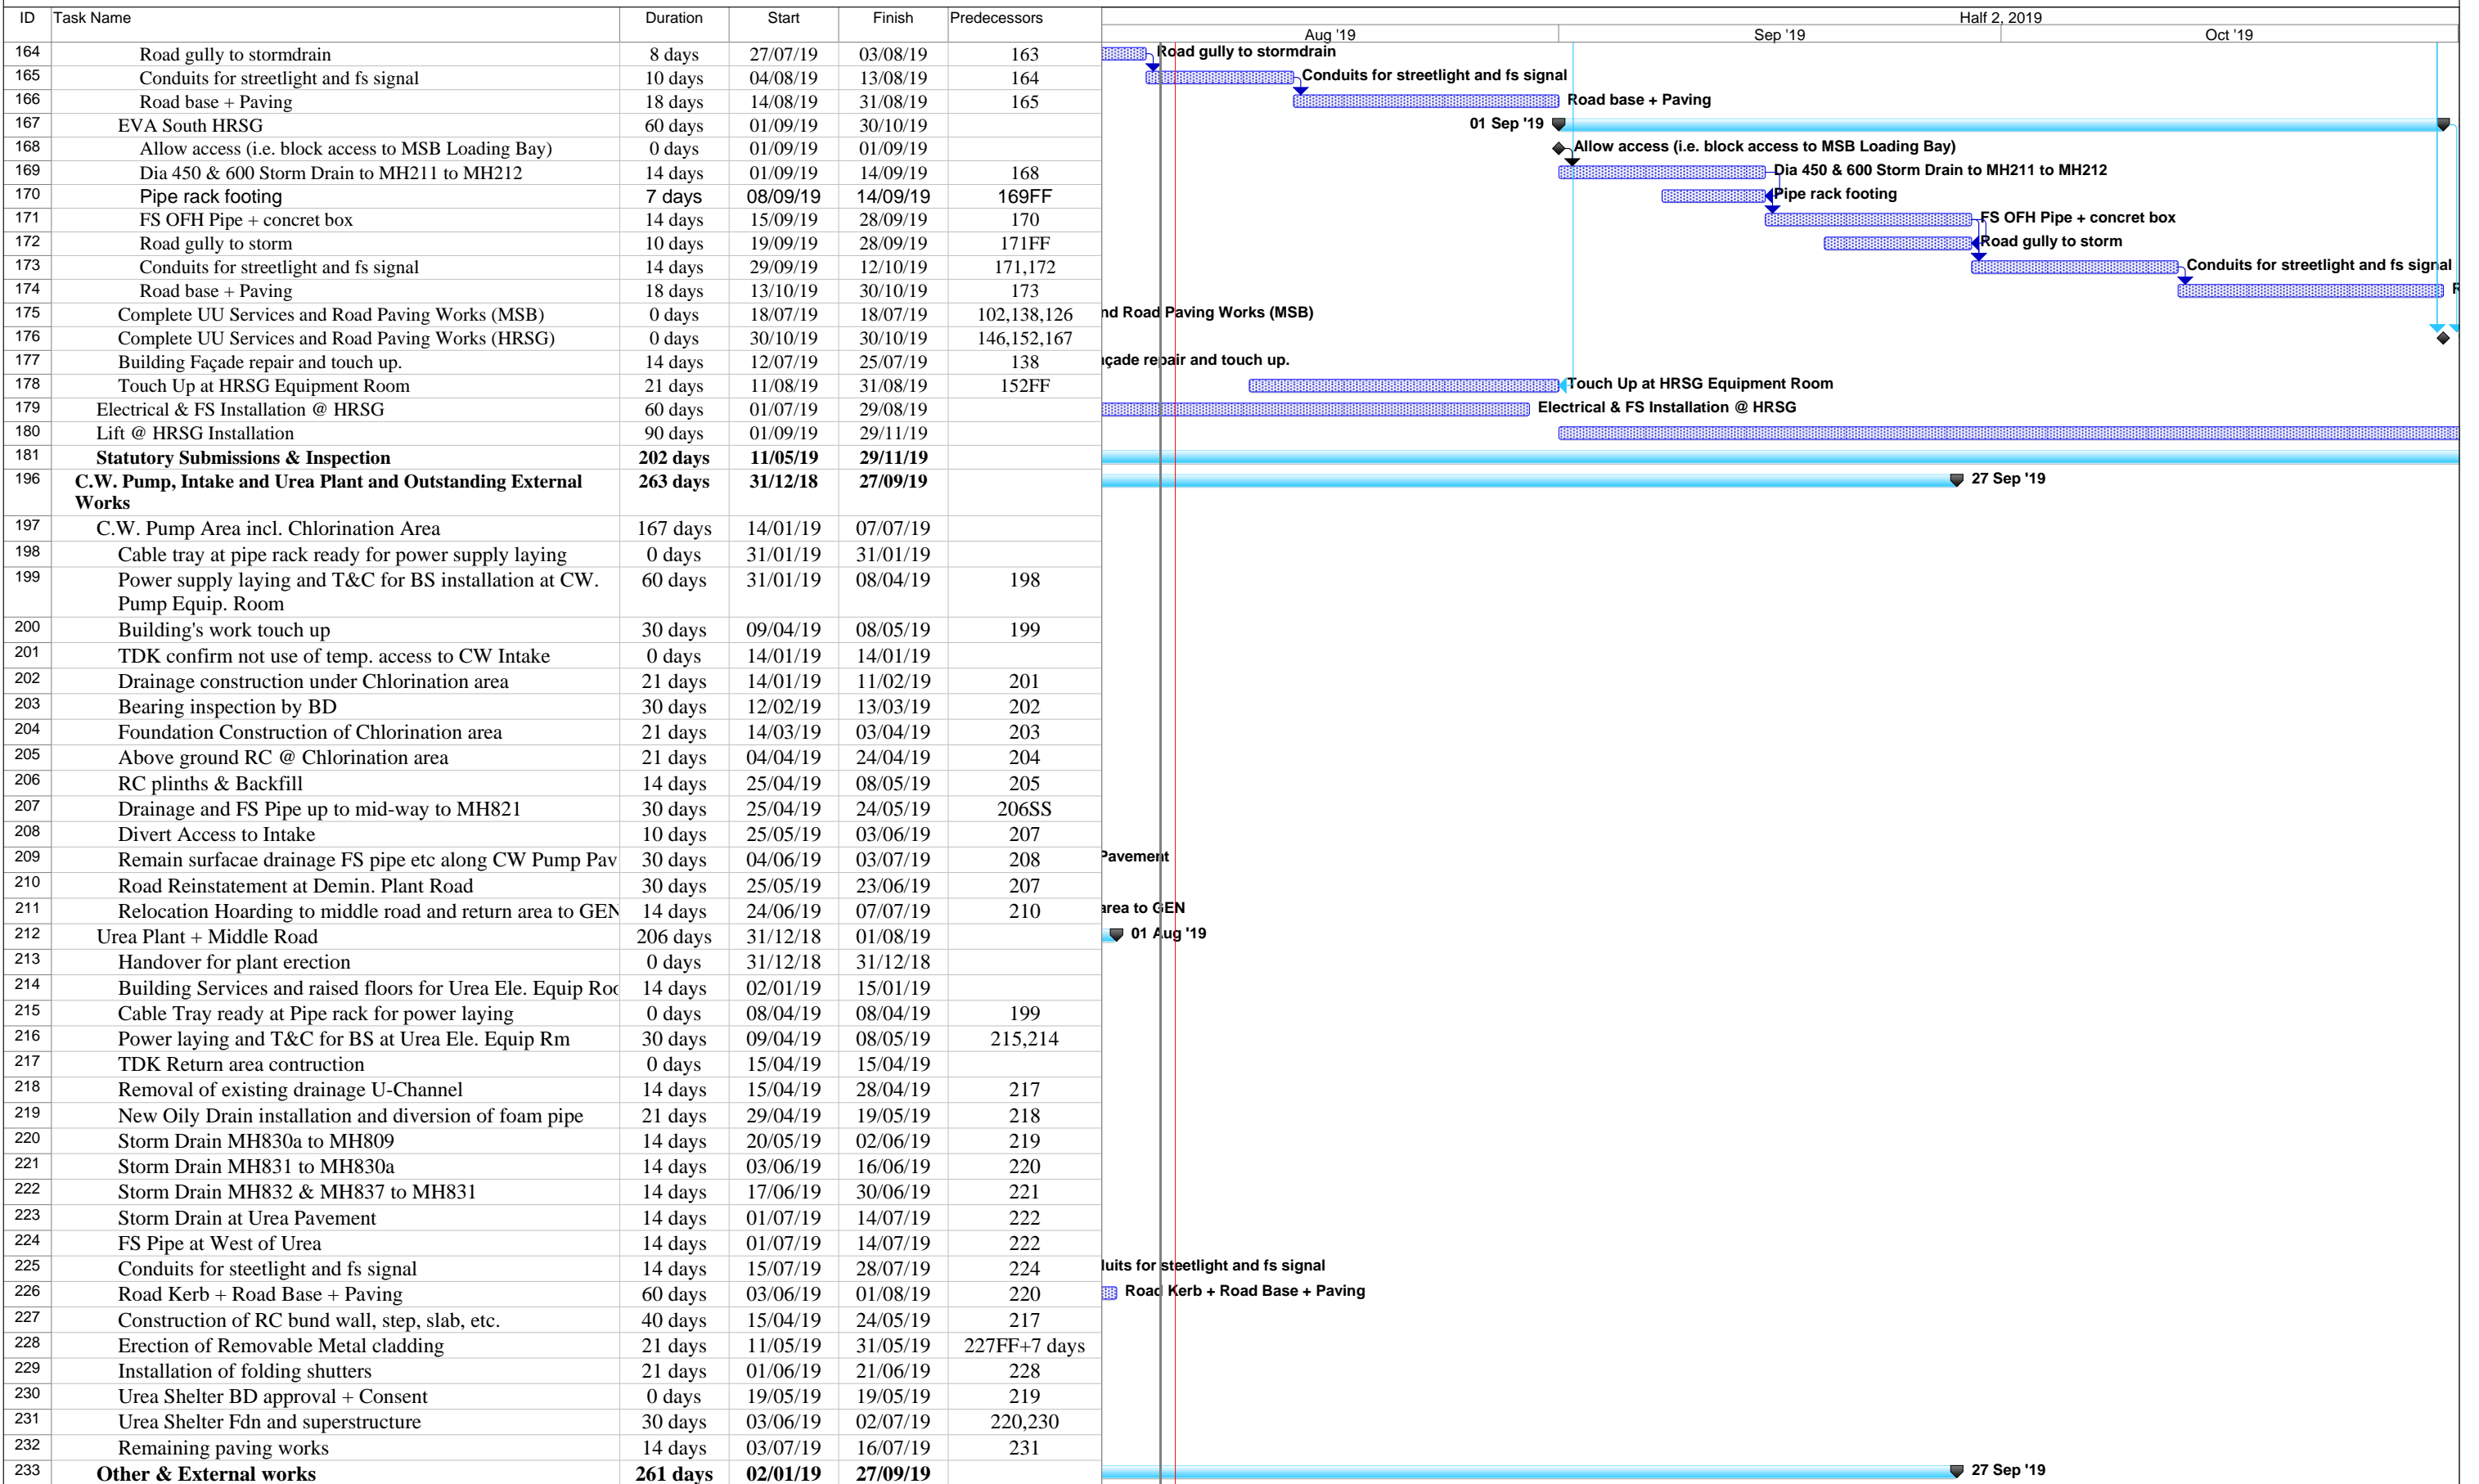 ID Task Name Duration Start Finish Predecessors Half 2, 2019
Aug '19 Sep '19 Oct '19
164 Road gully to stormdrain 8 days 27/07/19 03/08/19 163 Road gully to stormdrain
165 Conduits for streetlight and fs signal 10 days 04/08/19 13/08/19 164 Conduits for streetlight and fs signal
166 Road base + Paving 18 days 14/08/19 31/08/19 165 Road base + Paving
167 EVA South HRSG 60 days 01/09/19 30/10/19 01 Sep '19
168 Allow access (i.e. block access to MSB Loading Bay) 0 days 01/09/19 01/09/19 Allow access (i.e. block access to MSB Loading Bay)
169 Dia 450 & 600 Storm Drain to MH211 to MH212 14 days 01/09/19 14/09/19 168 Dia 450 & 600 Storm Drain to MH211 to MH212
170 Pipe rack footing 7 days 08/09/19 14/09/19 169FF Pipe rack footing
171 FS OFH Pipe + concret box 14 days 15/09/19 28/09/19 170 FS OFH Pipe + concret box
172 Road gully to storm 10 days 19/09/19 28/09/19 171FF Road gully to storm
173 Conduits for streetlight and fs signal 14 days 29/09/19 12/10/19 171,172 Conduits for streetlight and fs signal
174 Road base + Paving 18 days 13/10/19 30/10/19 173
175 Complete UU Services and Road Paving Works (MSB) 0 days 18/07/19 18/07/19 102,138,126 nd Road Paving Works (MSB)
176 Complete UU Services and Road Paving Works (HRSG) 0 days 30/10/19 30/10/19 146,152,167
177 Building Façade repair and touch up. 14 days 12/07/19 25/07/19 138 açade repair and touch up.
178 Touch Up at HRSG Equipment Room 21 days 11/08/19 31/08/19 152FF Touch Up at HRSG Equipment Room
179 Electrical & FS Installation @ HRSG 60 days 01/07/19 29/08/19 Electrical & FS Installation @ HRSG
180 Lift @ HRSG Installation 90 days 01/09/19 29/11/19
181 Statutory Submissions & Inspection 202 days 11/05/19 29/11/19
196 C.W. Pump, Intake and Urea Plant and Outstanding External 263 days 31/12/18 27/09/19 27 Sep '19
Works
197 C.W. Pump Area incl. Chlorination Area 167 days 14/01/19 07/07/19
198 Cable tray at pipe rack ready for power supply laying 0 days 31/01/19 31/01/19
199 Power supply laying and T&C for BS installation at CW. 60 days 31/01/19 08/04/19 198
Pump Equip. Room
200 Building's work touch up 30 days 09/04/19 08/05/19 199
201 TDK confirm not use of temp. access to CW Intake 0 days 14/01/19 14/01/19
202 Drainage construction under Chlorination area 21 days 14/01/19 11/02/19 201
203 Bearing inspection by BD 30 days 12/02/19 13/03/19 202
204 Foundation Construction of Chlorination area 21 days 14/03/19 03/04/19 203
205 Above ground RC @ Chlorination area 21 days 04/04/19 24/04/19 204
206 RC plinths & Backfill 14 days 25/04/19 08/05/19 205
207 Drainage and FS Pipe up to mid-way to MH821 30 days 25/04/19 24/05/19 206SS
208 Divert Access to Intake 10 days 25/05/19 03/06/19 207
209 Remain surfacae drainage FS pipe etc along CW Pump Pav 30 days 04/06/19 03/07/19 208 Pavement
210 Road Reinstatement at Demin. Plant Road 30 days 25/05/19 23/06/19 207
211 Relocation Hoarding to middle road and return area to GEN 14 days 24/06/19 07/07/19 210 area to GEN
212 Urea Plant + Middle Road 206 days 31/12/18 01/08/19 01 Aug '19
213 Handover for plant erection 0 days 31/12/18 31/12/18
214 Building Services and raised floors for Urea Ele. Equip Roo 14 days 02/01/19 15/01/19
215 Cable Tray ready at Pipe rack for power laying 0 days 08/04/19 08/04/19 199
216 Power laying and T&C for BS at Urea Ele. Equip Rm 30 days 09/04/19 08/05/19 215,214
217 TDK Return area contruction 0 days 15/04/19 15/04/19
218 Removal of existing drainage U-Channel 14 days 15/04/19 28/04/19 217
219 New Oily Drain installation and diversion of foam pipe 21 days 29/04/19 19/05/19 218
220 Storm Drain MH830a to MH809 14 days 20/05/19 02/06/19 219
221 Storm Drain MH831 to MH830a 14 days 03/06/19 16/06/19 220
222 Storm Drain MH832 & MH837 to MH831 14 days 17/06/19 30/06/19 221
223 Storm Drain at Urea Pavement 14 days 01/07/19 14/07/19 222
224 FS Pipe at West of Urea 14 days 01/07/19 14/07/19 222
225 Conduits for steetlight and fs signal 14 days 15/07/19 28/07/19 224 duits for steetlight and fs signal
226 Road Kerb + Road Base + Paving 60 days 03/06/19 01/08/19 220 Road Kerb + Road Base + Paving
227 Construction of RC bund wall, step, slab, etc. 40 days 15/04/19 24/05/19 217
228 Erection of Removable Metal cladding 21 days 11/05/19 31/05/19 227FF+7 days
229 Installation of folding shutters 21 days 01/06/19 21/06/19 228
230 Urea Shelter BD approval + Consent 0 days 19/05/19 19/05/19 219
231 Urea Shelter Fdn and superstructure 30 days 03/06/19 02/07/19 220,230
232 Remaining paving works 14 days 03/07/19 16/07/19 231
233 Other & External works 261 days 02/01/19 27/09/19 27 Sep '19